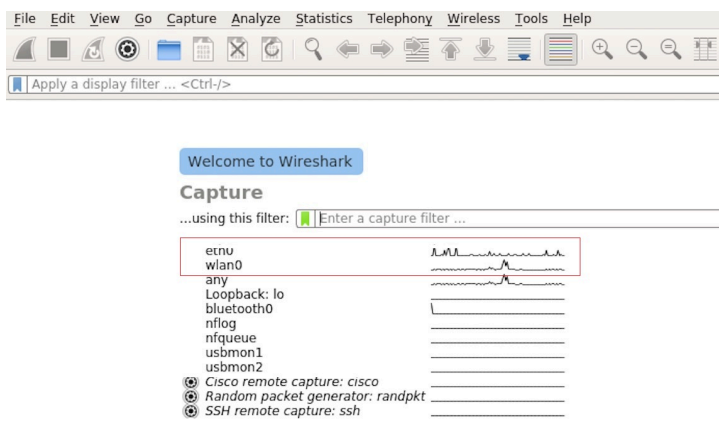 File Edit View Go Capture Analyze Statistics Telephony Wireless Tools Help
Apply a display filter ... <Ctrl-/>
Welcome to Wireshark
Capture
...using this filter: Enter a capture filter ...
eth0
wlan0
any
Loopback: lo
bluetooth0
nflog
nfqueue
usbmon1
usbmon2
Cisco remote capture: cisco
Random packet generator: randpkt
SSH remote capture: ssh